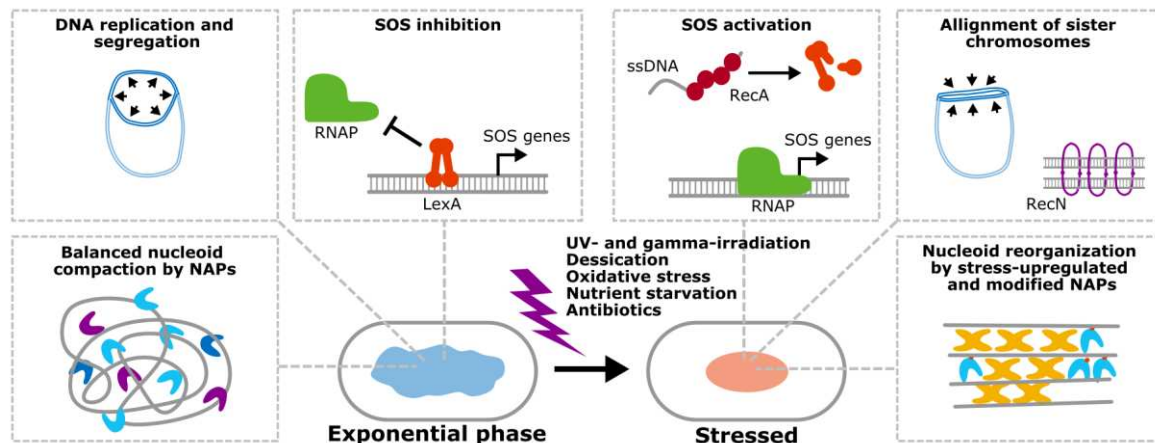 DNA replication and
segregation
SOS inhibition
RNAP
SOS genes
LexA
SOS activation
ssDNA
RecA
SOS genes
RNAP
Allignment of sister
chromosomes
RecN
Balanced nucleoid
compaction by NAPs
UV- and gamma-irradiation
Dessication
Oxidative stress
Nutrient starvation
Antibiotics
Nucleoid reorganization
by stress-upregulated
and modified NAPs
Exponential phase
Stressed